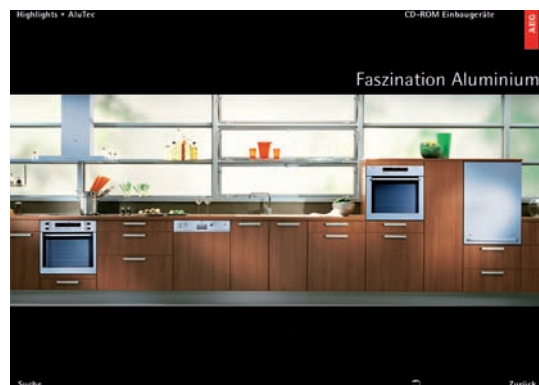 Highlights • AluTec
CD-ROM Einbaugeräte
AEG
Faszination Aluminium
Suche
Zurück